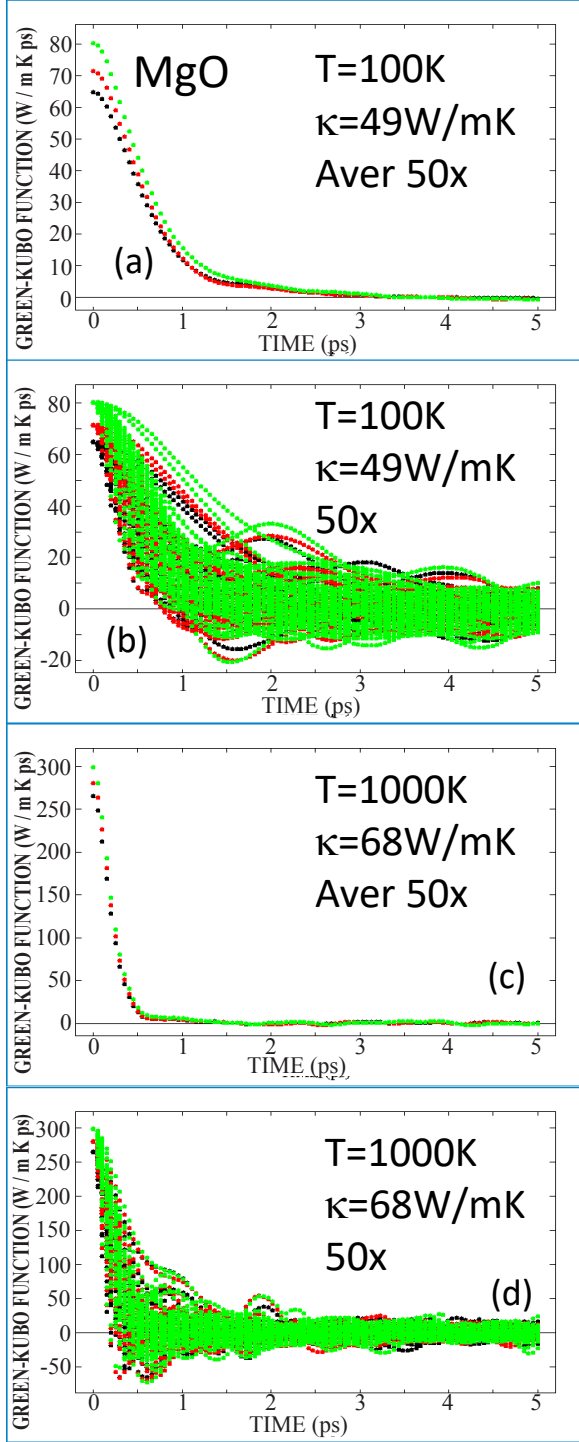 MgO
T=100K
κ=49W/mK
Aver 50x
(a)
GREEN-KUBO FUNCTION (W / m K ps)
80
70
60
50
40
30
20
10
0
0 1 2 3 4 5
TIME (ps)
T=100K
κ=49W/mK
50x
(b)
GREEN-KUBO FUNCTION (W / m K ps)
80
60
40
20
0
-20
0 1 2 3 4 5
TIME (ps)
T=1000K
κ=68W/mK
Aver 50x
(c)
GREEN-KUBO FUNCTION (W / m K ps)
300
250
200
150
100
50
0
0 1 2 3 4 5
TIME (ps)
T=1000K
κ=68W/mK
50x
(d)
GREEN-KUBO FUNCTION (W / m K ps)
300
250
200
150
100
50
0
-50
0 1 2 3 4 5
TIME (ps)